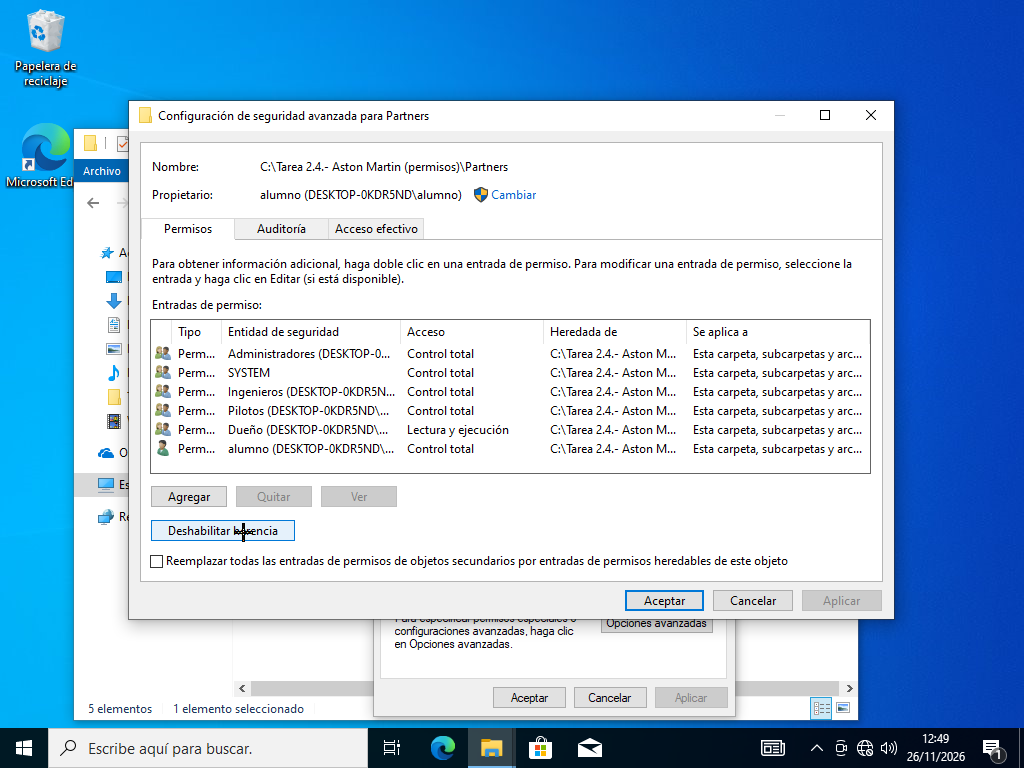 Papelera de
reciclaje
Microsoft Ed
Configuración de seguridad avanzada para Partners
Archivo
Nombre: C:\Tarea 2.4.- Aston Martin (permisos)\Partners
Propietario: alumno (DESKTOP-0KDR5ND\alumno) Cambiar
Permisos Auditoría Acceso efectivo
Para obtener información adicional, haga doble clic en una entrada de permiso. Para modificar una entrada de permiso, seleccione la
entrada y haga clic en Editar (si está disponible).
Entradas de permiso:
Tipo Entidad de seguridad Acceso Heredada de Se aplica a
Perm... Administradores (DESKTOP-0... Control total C:\Tarea 2.4.- Aston M... Esta carpeta, subcarpetas y arc...
Perm... SYSTEM Control total C:\Tarea 2.4.- Aston M... Esta carpeta, subcarpetas y arc...
Perm... Ingenieros (DESKTOP-0KDR5N... Control total C:\Tarea 2.4.- Aston M... Esta carpeta, subcarpetas y arc...
Perm... Pilotos (DESKTOP-0KDR5ND\... Control total C:\Tarea 2.4.- Aston M... Esta carpeta, subcarpetas y arc...
Perm... Dueño (DESKTOP-0KDR5ND\... Lectura y ejecución C:\Tarea 2.4.- Aston M... Esta carpeta, subcarpetas y arc...
Perm... alumno (DESKTOP-0KDR5ND\... Control total C:\Tarea 2.4.- Aston M... Esta carpeta, subcarpetas y arc...
Agregar Quitar Ver
Deshabilitar herencia
Reemplazar todas las entradas de permisos de objetos secundarios por entradas de permisos heredables de este objeto
Aceptar Cancelar Aplicar
Para especificar permisos especiales o
configuraciones avanzadas, haga clic
en Opciones avanzadas.
Opciones avanzadas
Aceptar Cancelar Aplicar
5 elementos 1 elemento seleccionado
Escribe aquí para buscar.
12:49
26/11/2026
1